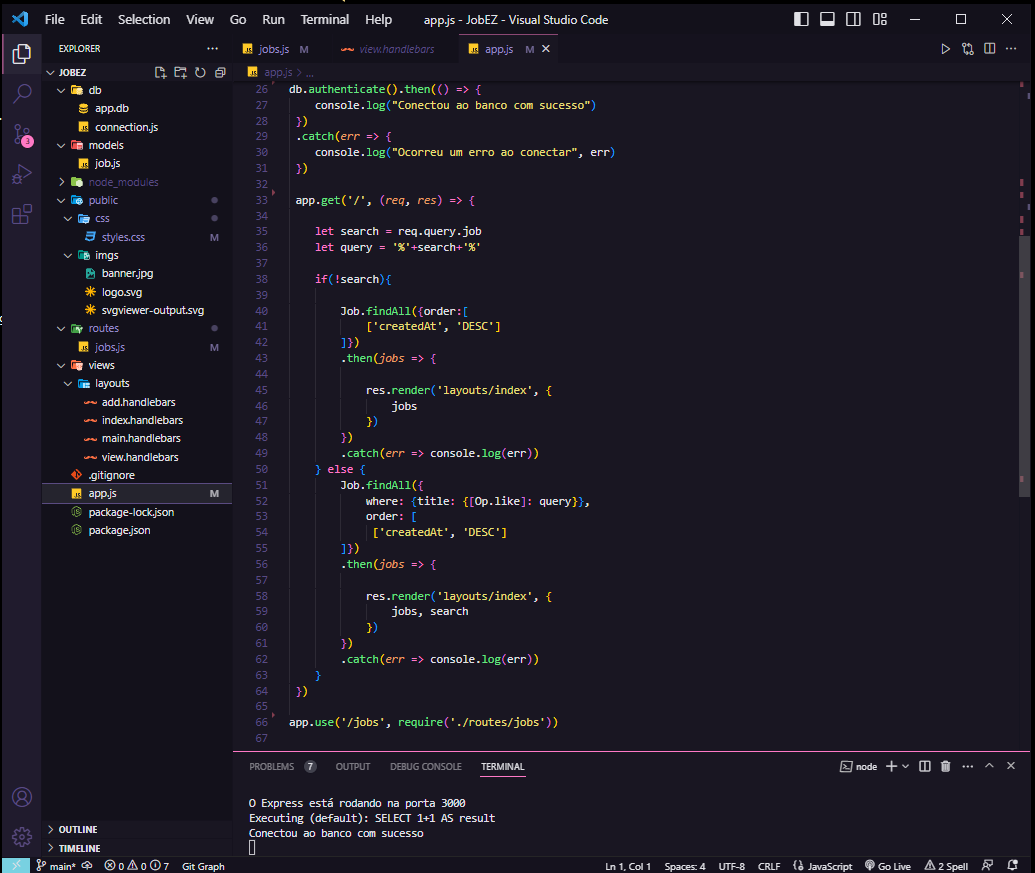 File Edit Selection View Go Run Terminal Help app.js - JobEZ - Visual Studio Code
EXPLORER
jobs.js M view.handlebars app.js M
JOBEZ
app.js > ...
db
app.db
connection.js
models
job.js
node_modules
public
css
styles.css M
imgs
banner.jpg
logo.svg
svgviewer-output.svg
routes
jobs.js M
views
layouts
add.handlebars
index.handlebars
main.handlebars
view.handlebars
.gitignore
app.js M
package-lock.json
package.json
OUTLINE
TIMELINE
3
26 db.authenticate().then(() => {
27 console.log("Conectou ao banco com sucesso")
28 })
29 .catch(err => {
30 console.log("Ocorreu um erro ao conectar", err)
31 })
32
33 app.get('/', (req, res) => {
34
35 let search = req.query.job
36 let query = '%'+search+'%'
37
38 if(!search){
39
40 Job.findAll({order:[
41 ['createdAt', 'DESC']
42 ]})
43 .then(jobs => {
44
45 res.render('layouts/index', {
46 jobs
47 })
48 })
49 .catch(err => console.log(err))
50 } else {
51 Job.findAll({
52 where: {title: {[Op.like]: query}},
53 order: [
54 ['createdAt', 'DESC']
55 ]})
56 .then(jobs => {
57
58 res.render('layouts/index', {
59 jobs, search
60 })
61 })
62 .catch(err => console.log(err))
63 }
64 })
65
66 app.use('/jobs', require('./routes/jobs'))
67
PROBLEMS 7 OUTPUT DEBUG CONSOLE TERMINAL node
O Express está rodando na porta 3000
Executing (default): SELECT 1+1 AS result
Conectou ao banco com sucesso
main* 0 0 7 Git Graph Ln 1, Col 1 Spaces: 4 UTF-8 CRLF JavaScript Go Live 2 Spell